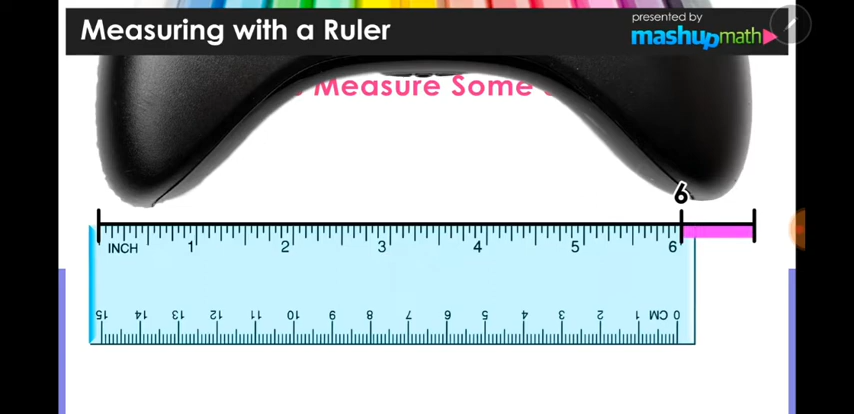 Measuring with a Ruler
presented by
mashupmath
Measure Some
6
INCH 1 2 3 4 5 6
15 14 13 12 11 10 9 8 7 6 5 4 3 2 1 CM 0